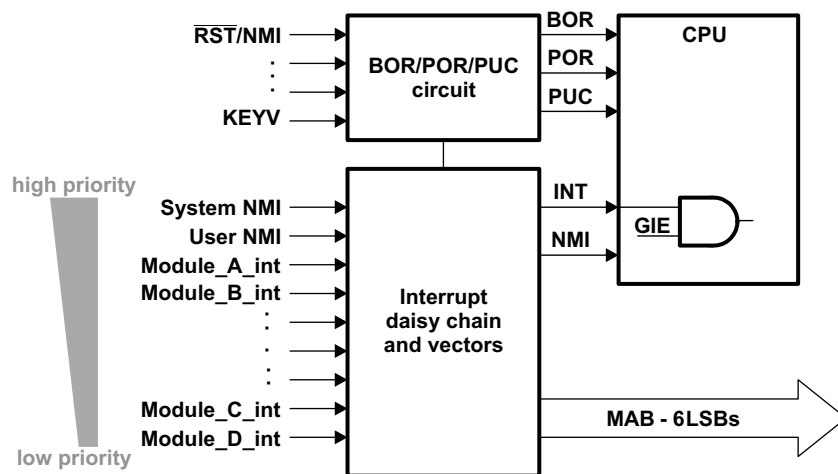 RST/NMI
.
.
.
KEYV
BOR/POR/PUC
circuit
BOR
POR
PUC
CPU
high priority
low priority
System NMI
User NMI
Module_A_int
Module_B_int
.
.
.
Module_C_int
Module_D_int
Interrupt
daisy chain
and vectors
INT
NMI
GIE
MAB - 6LSBs